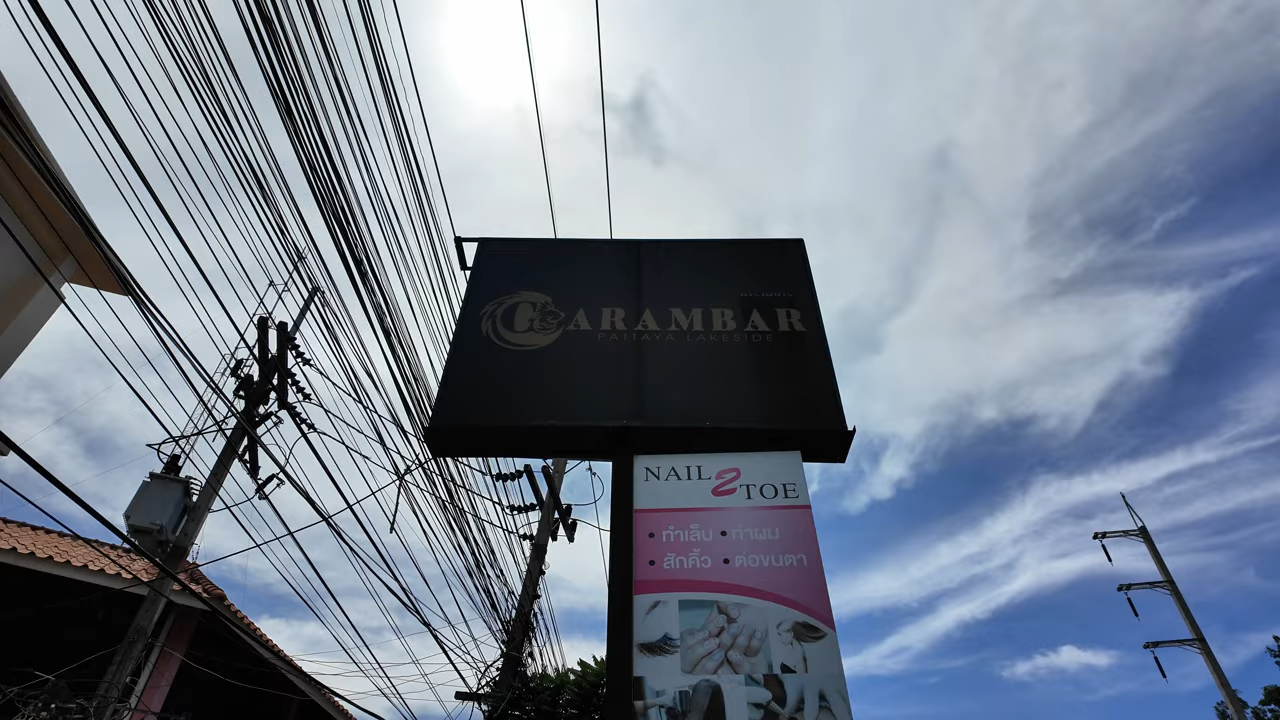 CARAMBAR
PATTAYA LAKESIDE
NAIL 2 TOE
• ทำเล็บ • ทำผม
• สักคิ้ว • ต่อขนตา